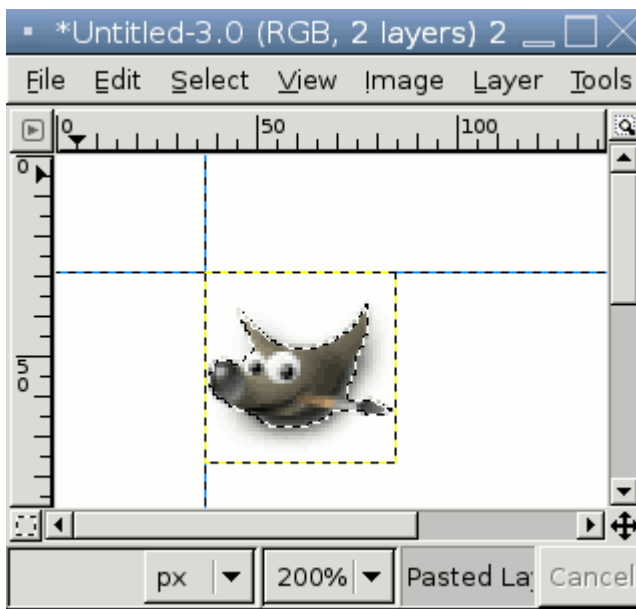 *Untitled-3.0 (RGB, 2 layers) 2
File Edit Select View Image Layer Tools
0 50 100
0
50
px 200% Pasted La Cancel